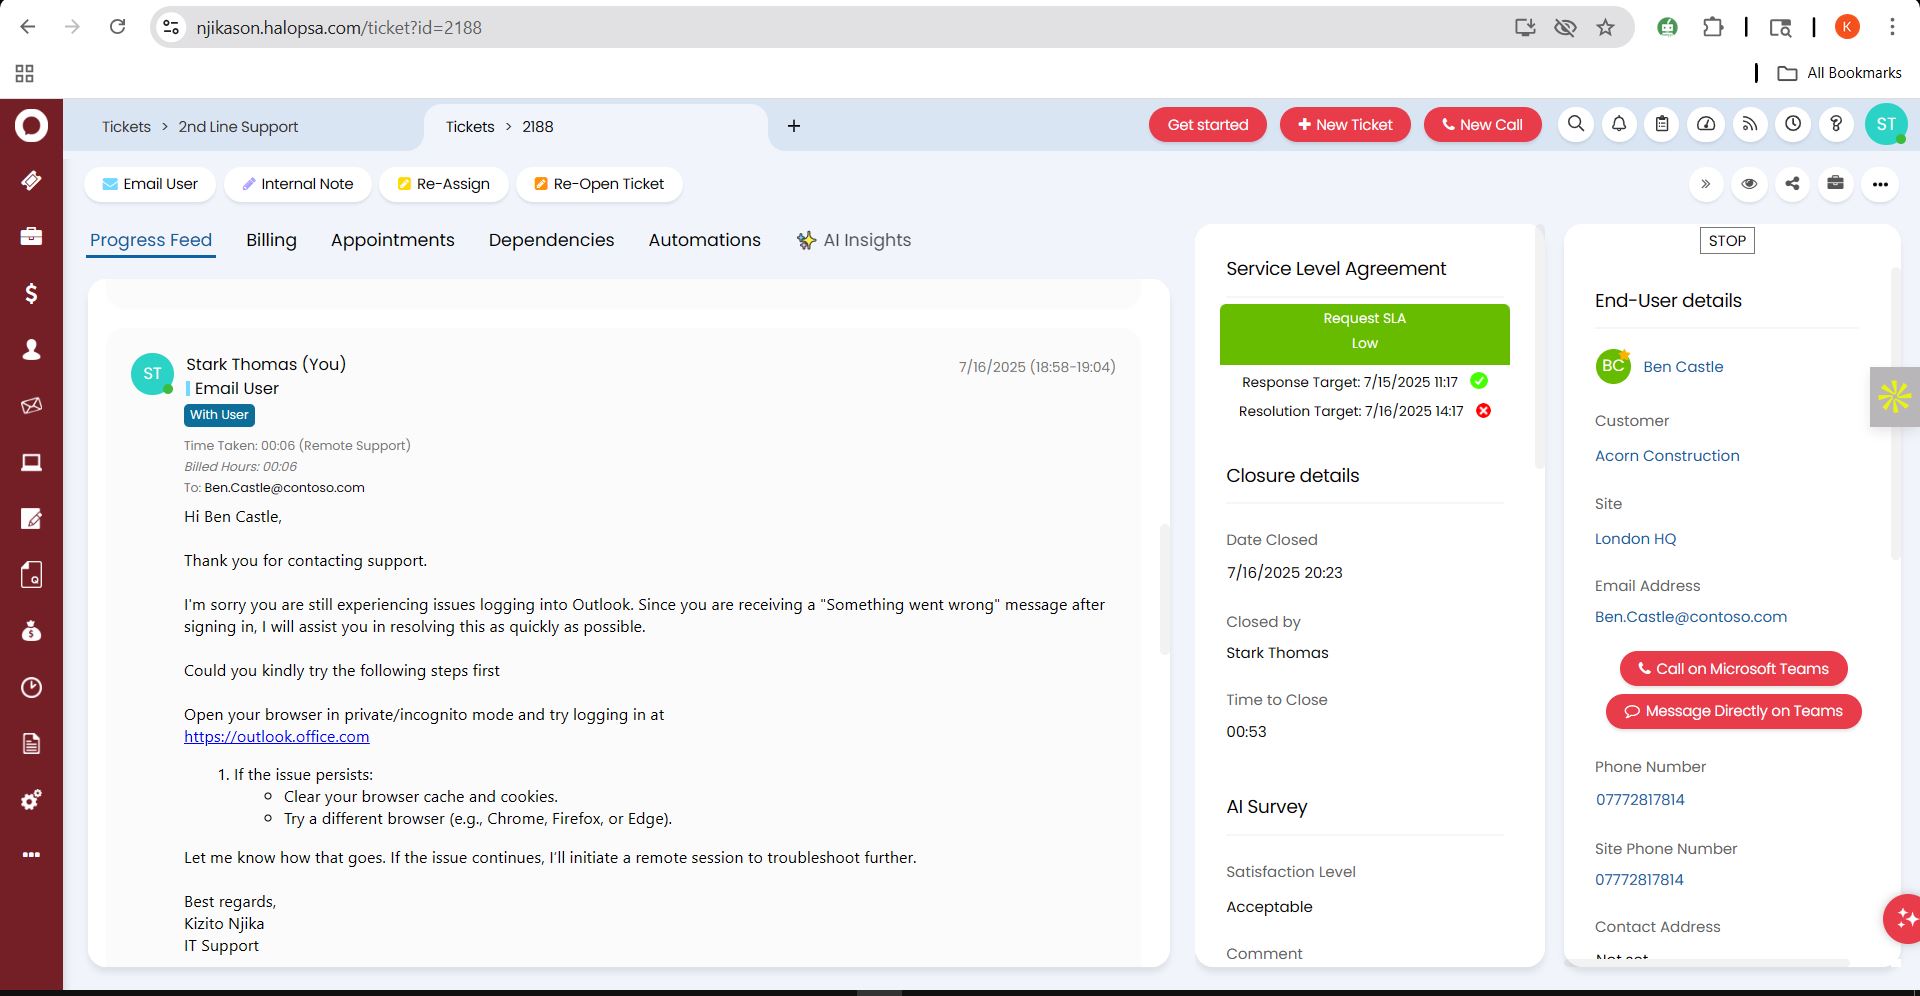 njikason.halopsa.com/ticket?id=2188
K
All Bookmarks
Tickets > 2nd Line Support
Tickets > 2188
+
Get started
+ New Ticket
New Call
ST
Email User
Internal Note
Re-Assign
Re-Open Ticket
Progress Feed
Billing
Appointments
Dependencies
Automations
AI Insights
ST
Stark Thomas (You)
7/16/2025 (18:58-19:04)
Email User
With User
Time Taken: 00:06 (Remote Support)
Billed Hours: 00:06
To: Ben.Castle@contoso.com
Hi Ben Castle,
Thank you for contacting support.
I'm sorry you are still experiencing issues logging into Outlook. Since you are receiving a "Something went wrong" message after
signing in, I will assist you in resolving this as quickly as possible.
Could you kindly try the following steps first
Open your browser in private/incognito mode and try logging in at
https://outlook.office.com
1. If the issue persists:
Clear your browser cache and cookies.
Try a different browser (e.g., Chrome, Firefox, or Edge).
Let me know how that goes. If the issue continues, I'll initiate a remote session to troubleshoot further.
Best regards,
Kizito Njika
IT Support
Service Level Agreement
Request SLA
Low
Response Target: 7/15/2025 11:17
Resolution Target: 7/16/2025 14:17
Closure details
Date Closed
7/16/2025 20:23
Closed by
Stark Thomas
Time to Close
00:53
AI Survey
Satisfaction Level
Acceptable
Comment
STOP
End-User details
BC
Ben Castle
Customer
Acorn Construction
Site
London HQ
Email Address
Ben.Castle@contoso.com
Call on Microsoft Teams
Message Directly on Teams
Phone Number
07772817814
Site Phone Number
07772817814
Contact Address
Not set